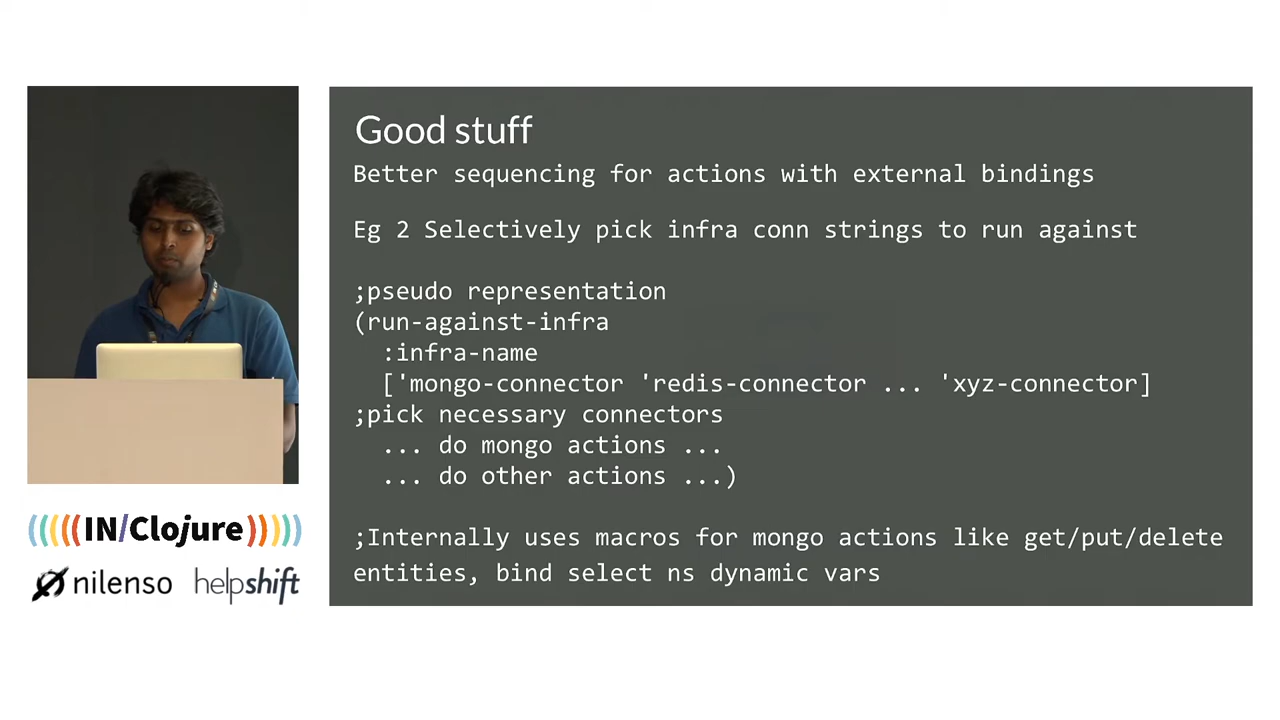 Good stuff
Better sequencing for actions with external bindings
Eg 2 Selectively pick infra conn strings to run against
;pseudo representation
(run-against-infra
  :infra-name
  ['mongo-connector 'redis-connector ... 'xyz-connector]
;pick necessary connectors
  ... do mongo actions ...
  ... do other actions ...)
;Internally uses macros for mongo actions like get/put/delete
entities, bind select ns dynamic vars
((((( IN/Clojure )))))
nilenso helpshift